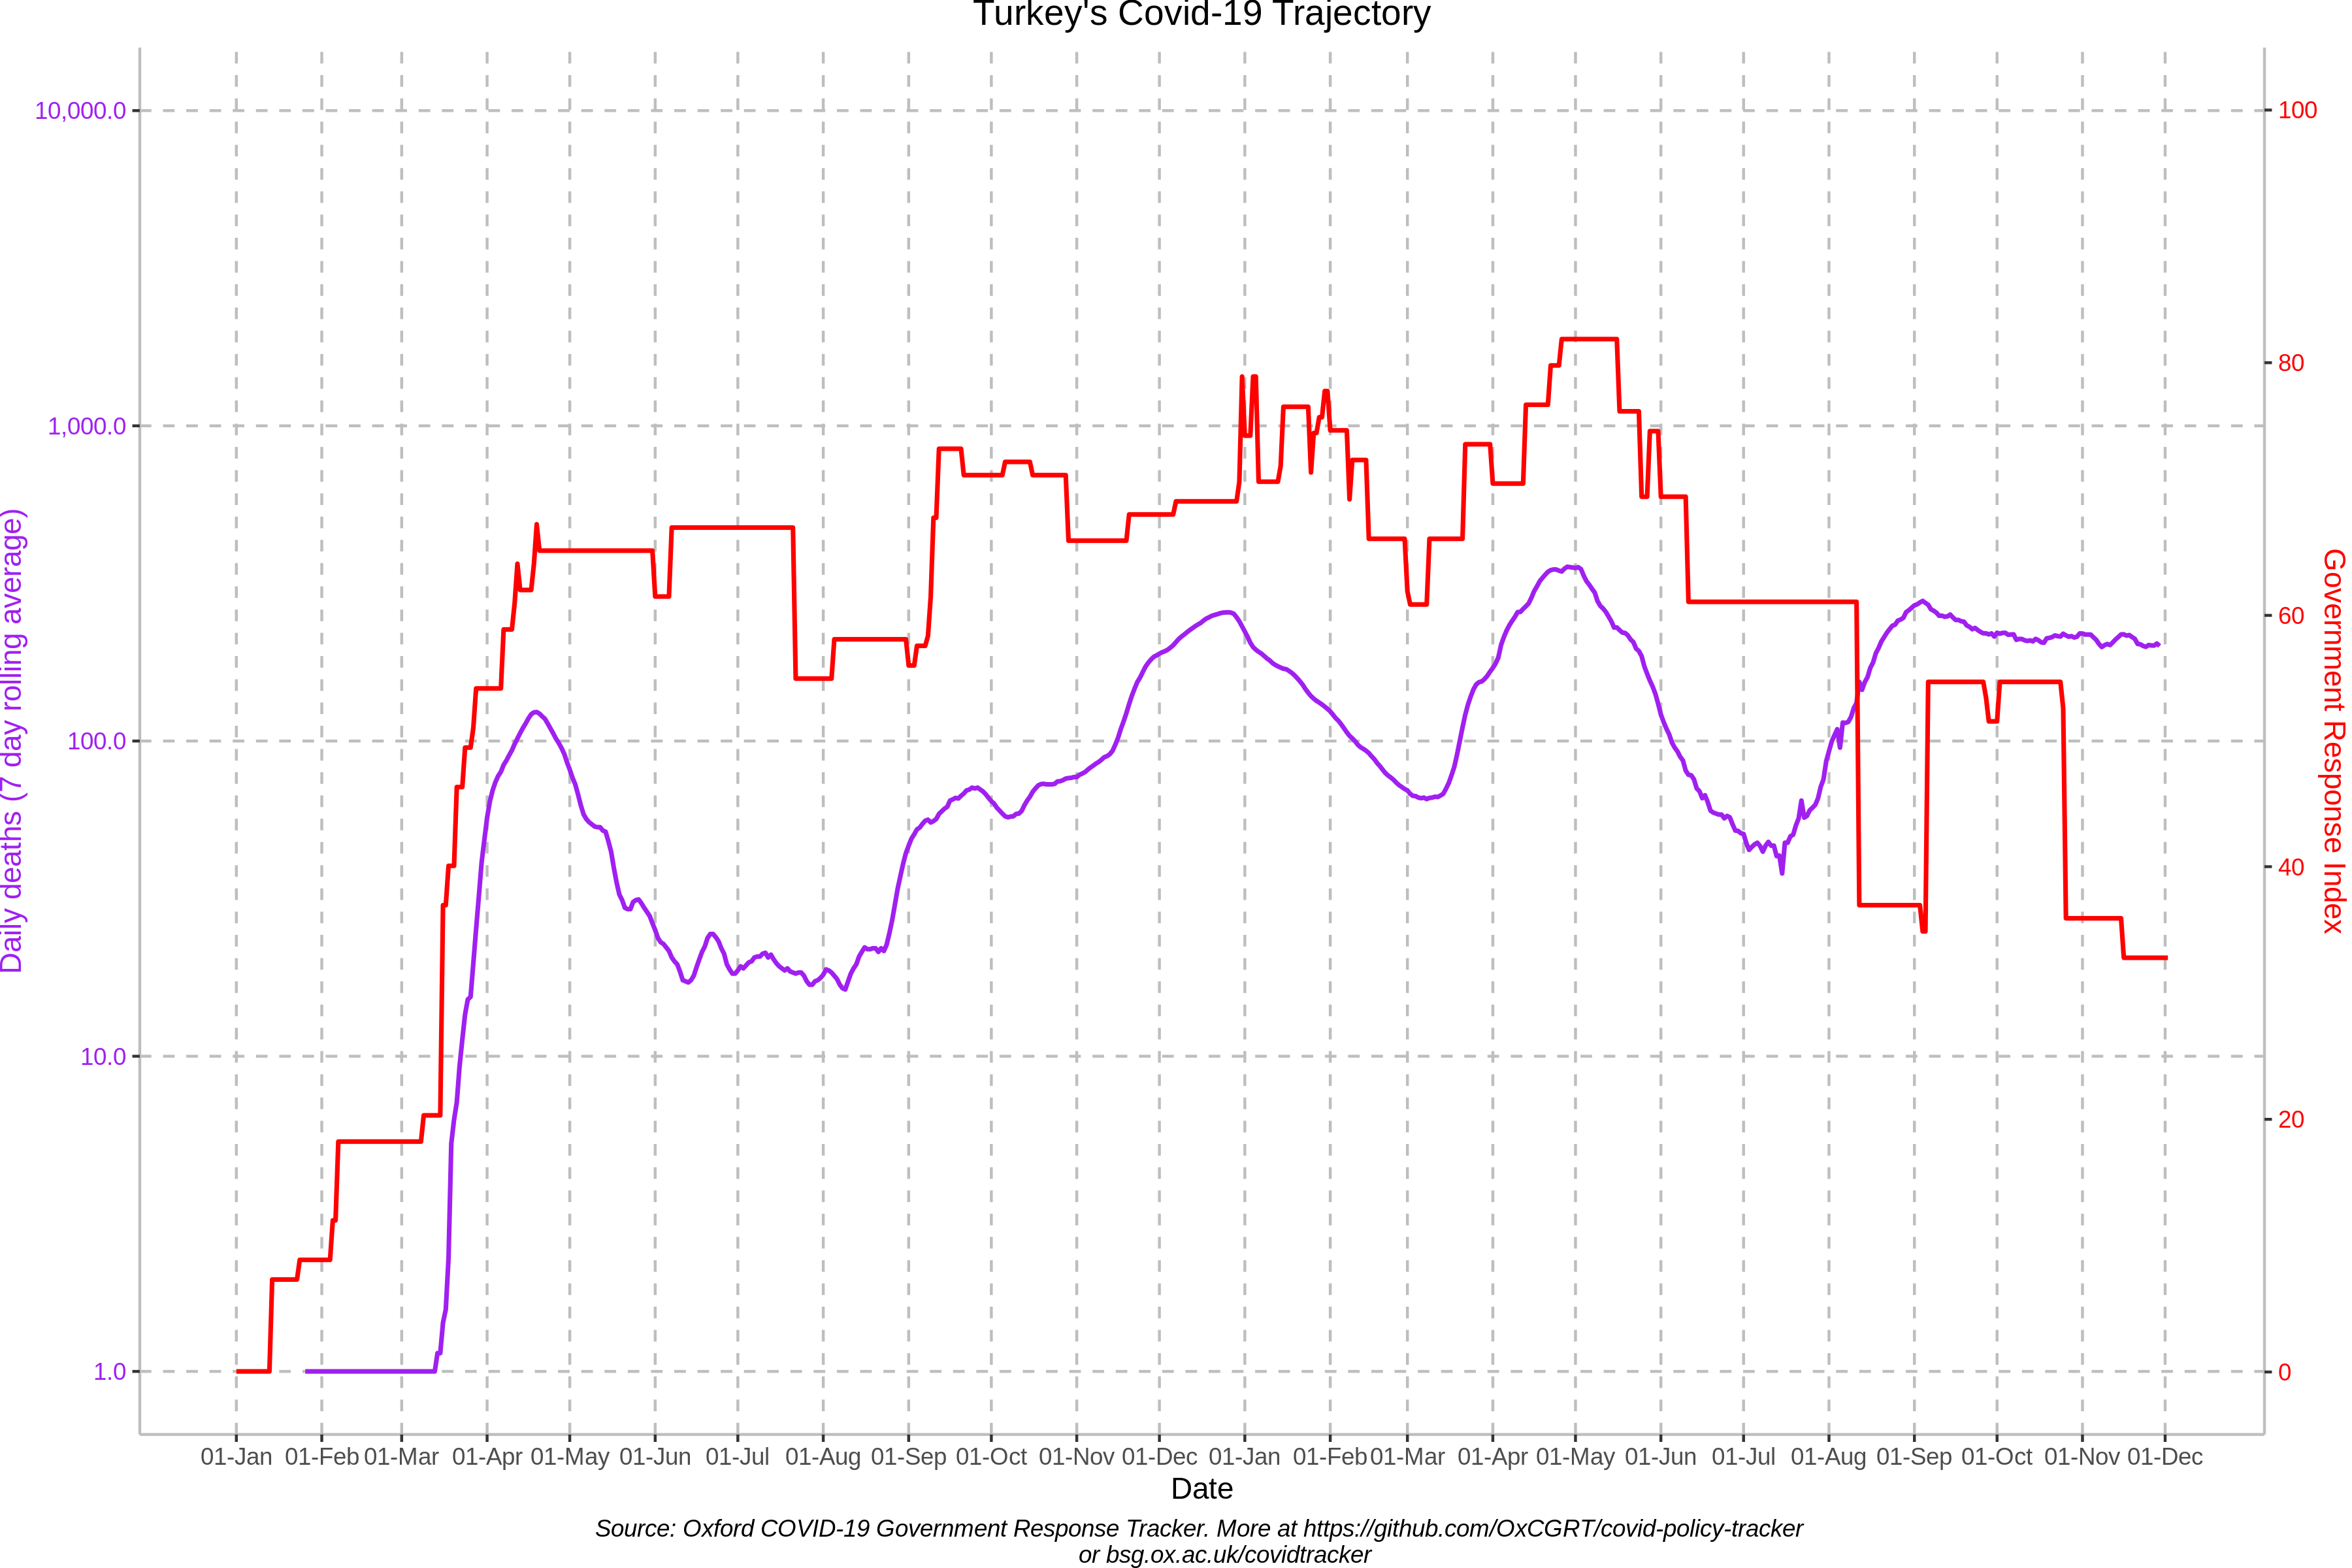 Turkey's Covid-19 Trajectory
10,000.0
1,000.0
100.0
10.0
1.0
Daily deaths (7 day rolling average)
100
80
60
40
20
0
Government Response Index
01-Jan 01-Feb 01-Mar 01-Apr 01-May 01-Jun 01-Jul 01-Aug 01-Sep 01-Oct 01-Nov 01-Dec 01-Jan 01-Feb 01-Mar 01-Apr 01-May 01-Jun 01-Jul 01-Aug 01-Sep 01-Oct 01-Nov 01-Dec
Date
Source: Oxford COVID-19 Government Response Tracker. More at https://github.com/OxCGRT/covid-policy-tracker
or bsg.ox.ac.uk/covidtracker